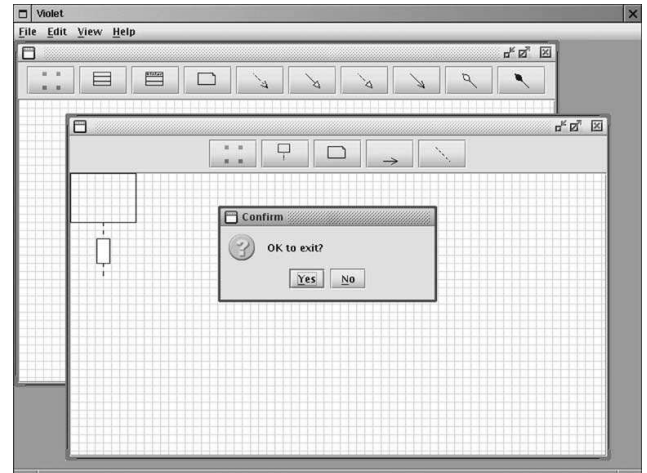 Violet
File Edit View Help
Confirm
OK to exit?
Yes No